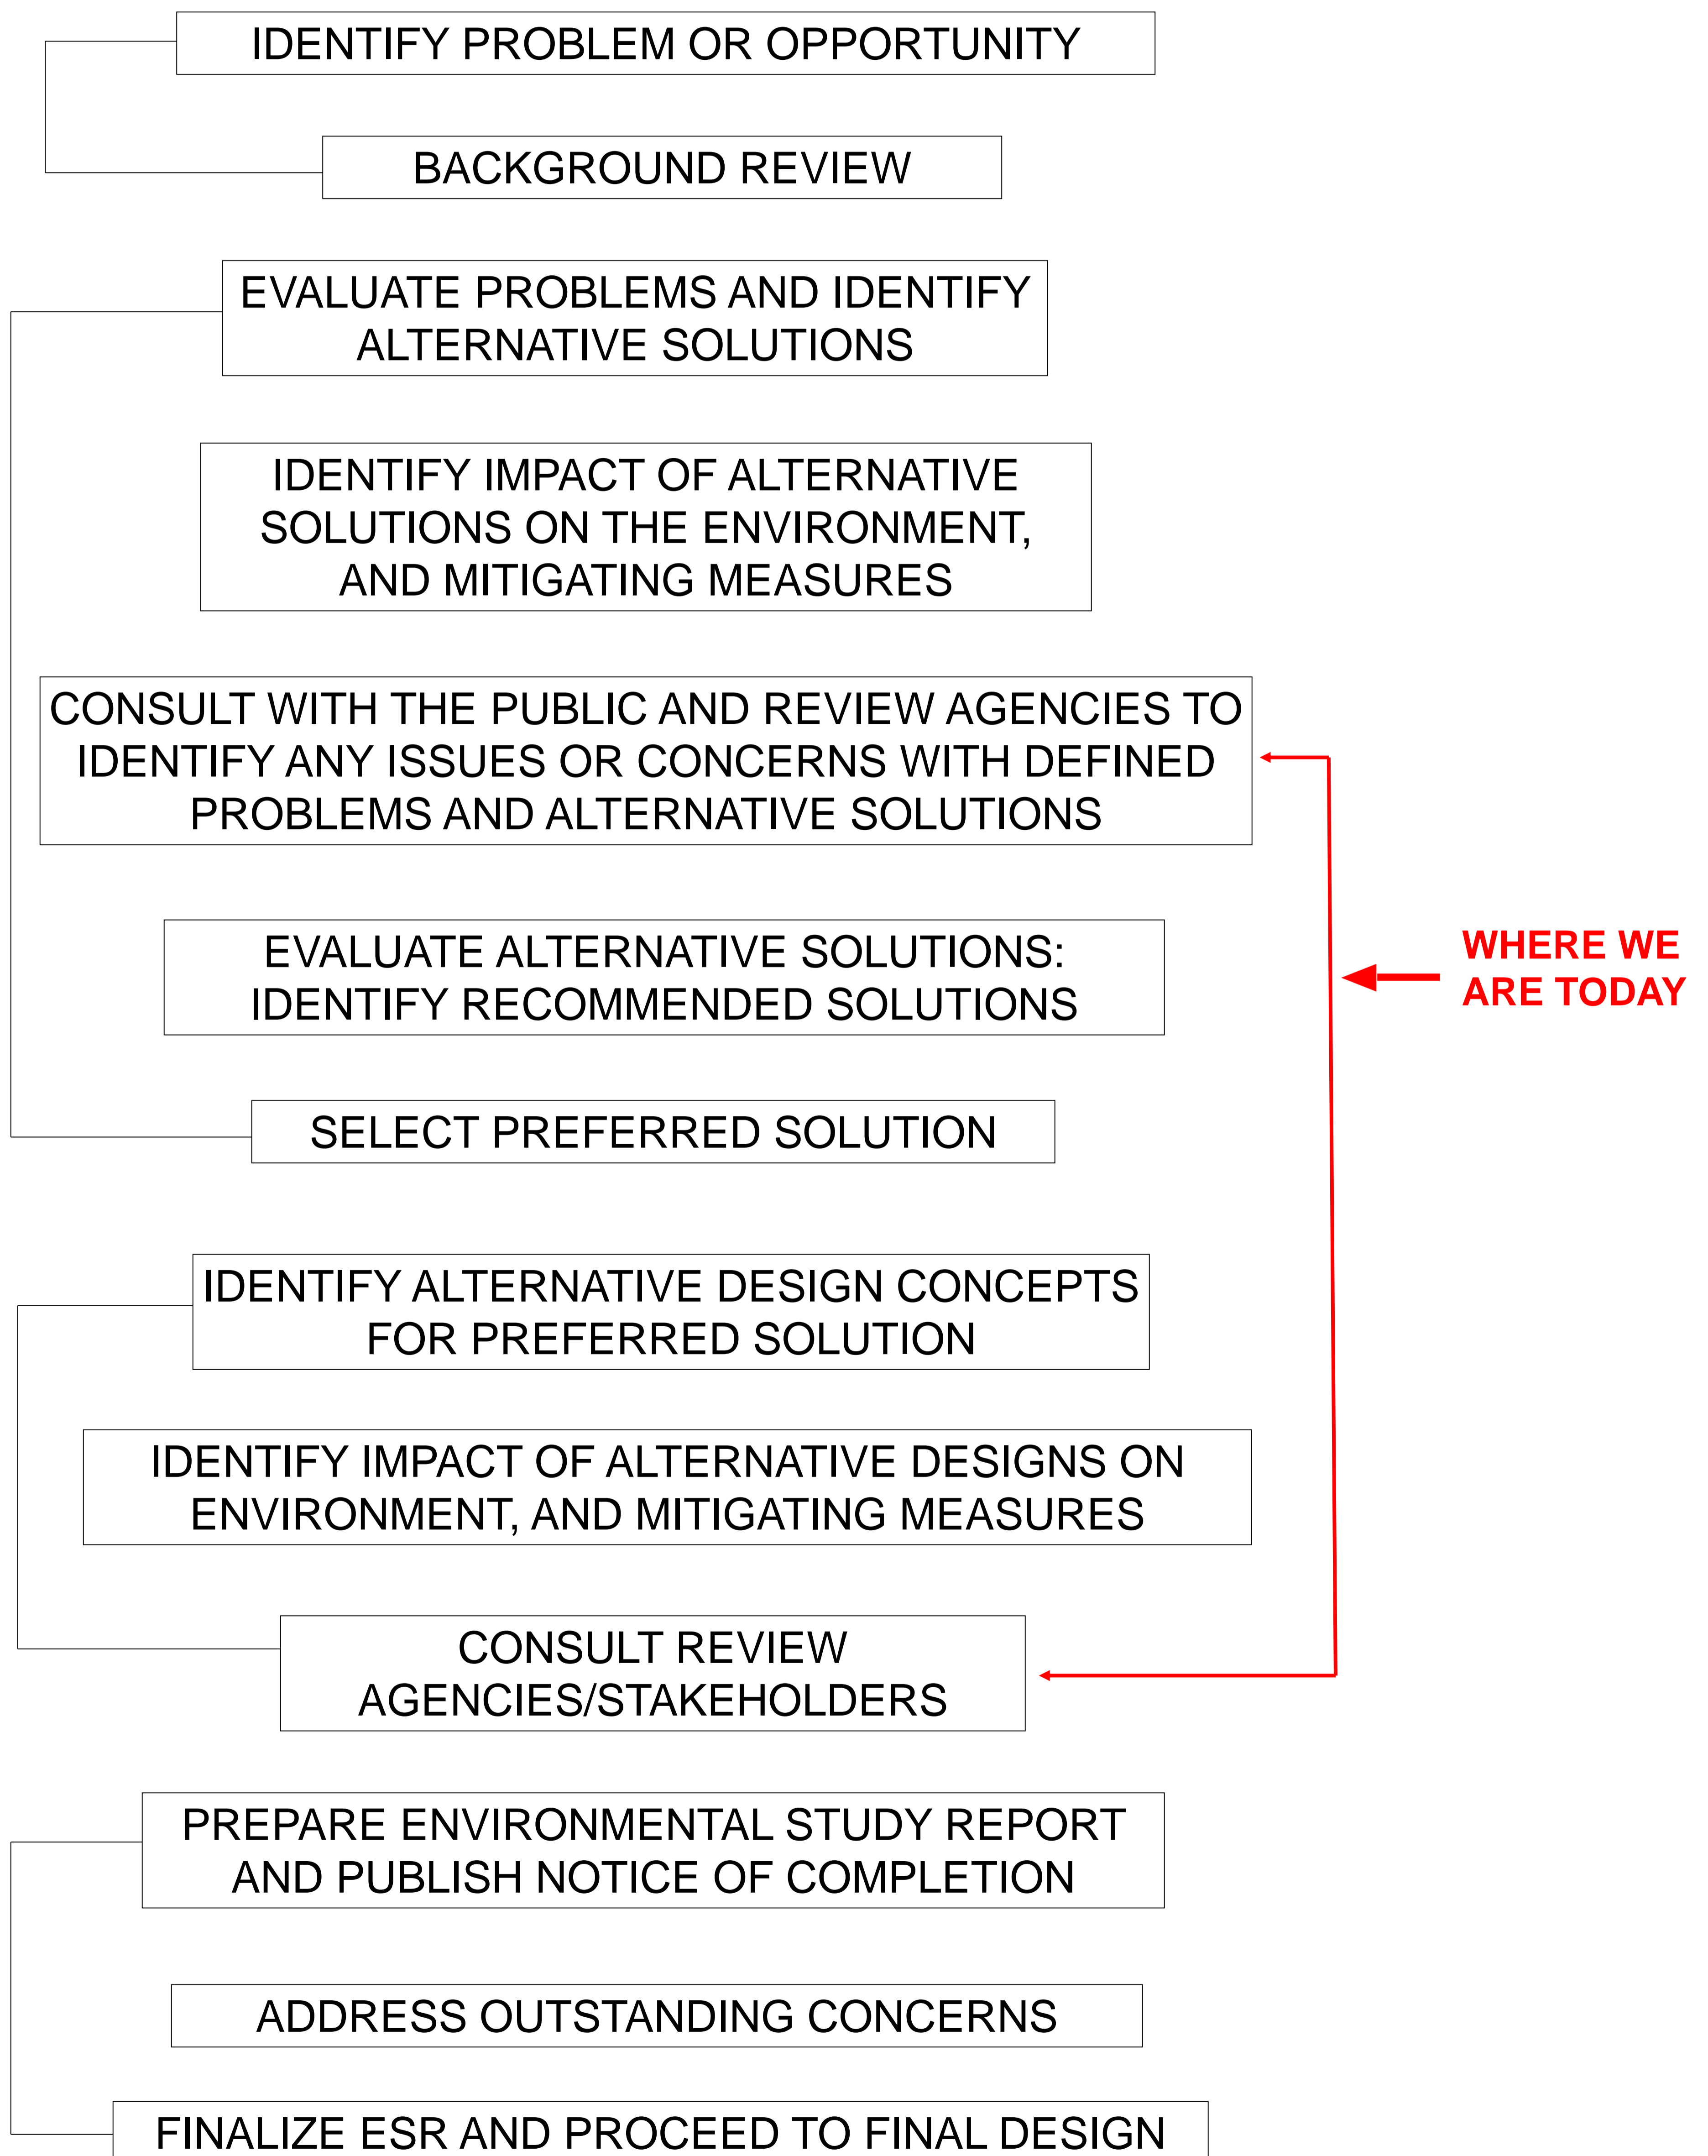 IDENTIFY PROBLEM OR OPPORTUNITY
BACKGROUND REVIEW
EVALUATE PROBLEMS AND IDENTIFY
ALTERNATIVE SOLUTIONS
IDENTIFY IMPACT OF ALTERNATIVE
SOLUTIONS ON THE ENVIRONMENT,
AND MITIGATING MEASURES
CONSULT WITH THE PUBLIC AND REVIEW AGENCIES TO
IDENTIFY ANY ISSUES OR CONCERNS WITH DEFINED
PROBLEMS AND ALTERNATIVE SOLUTIONS
EVALUATE ALTERNATIVE SOLUTIONS:
IDENTIFY RECOMMENDED SOLUTIONS
WHERE WE
ARE TODAY
SELECT PREFERRED SOLUTION
IDENTIFY ALTERNATIVE DESIGN CONCEPTS
FOR PREFERRED SOLUTION
IDENTIFY IMPACT OF ALTERNATIVE DESIGNS ON
ENVIRONMENT, AND MITIGATING MEASURES
CONSULT REVIEW
AGENCIES/STAKEHOLDERS
PREPARE ENVIRONMENTAL STUDY REPORT
AND PUBLISH NOTICE OF COMPLETION
ADDRESS OUTSTANDING CONCERNS
FINALIZE ESR AND PROCEED TO FINAL DESIGN